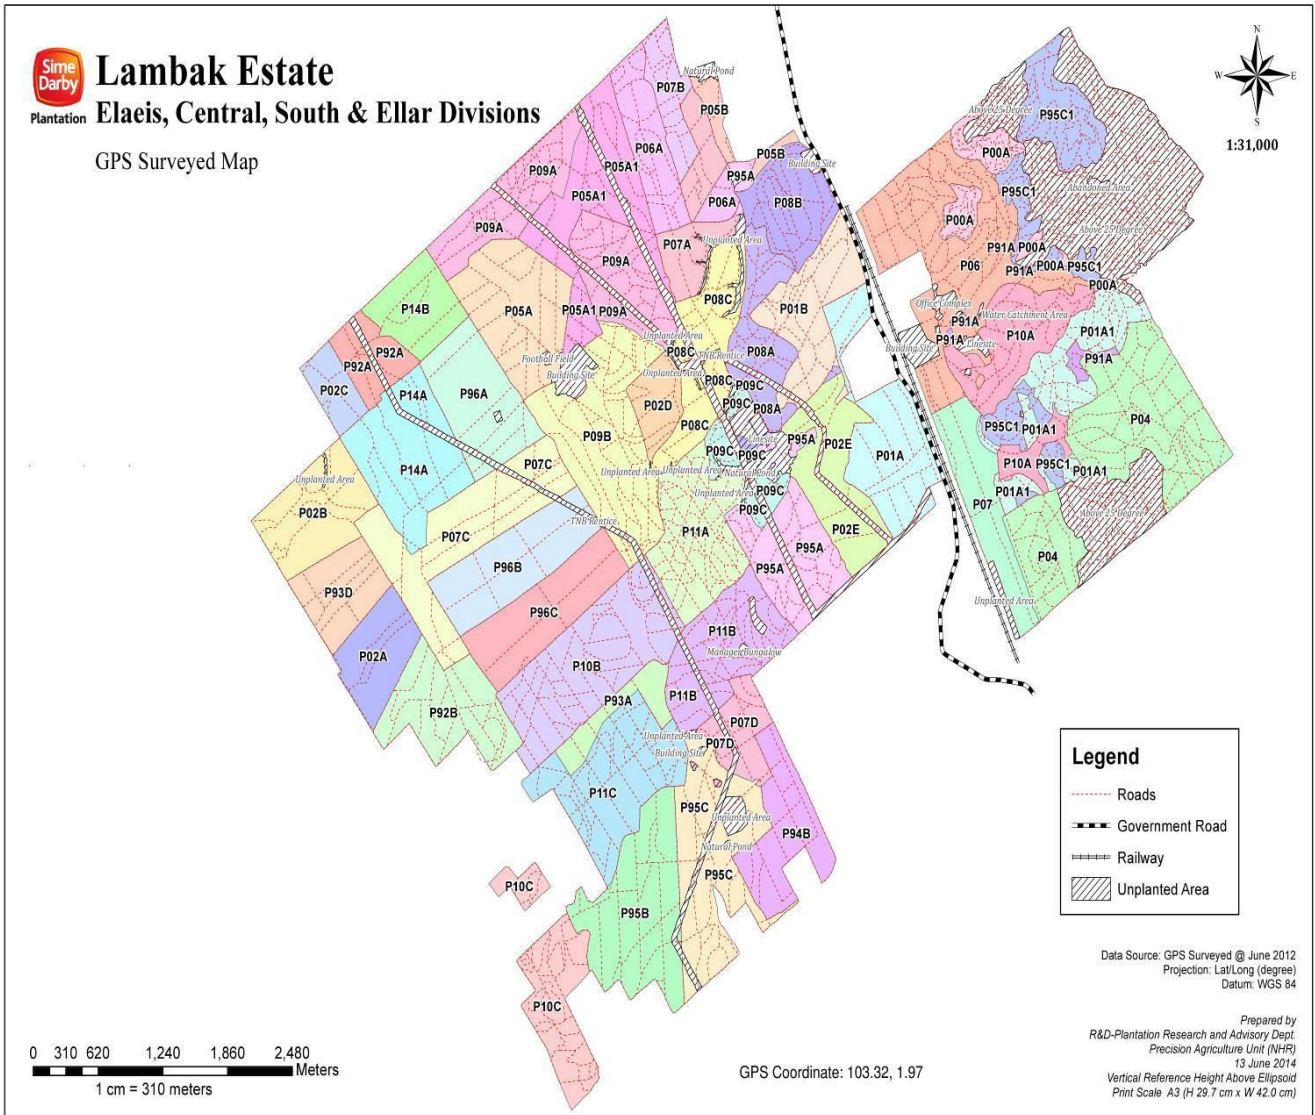 Sime
Darby
Plantation
Lambak Estate
Elaeis, Central, South & Ellar Divisions
GPS Surveyed Map
N
W E
S
1:31,000
Natural Pond
P07B
P05B
Above 25 Degree
P95C1
P06A
P00A
P05A1
P05B
Building Site
P09A
P95A
P95C1
Abandoned Area
P05A1
P06A
P08B
P00A
P09A
P07A
Unplanted Area
Above 25 Degree
P91A
P00A
P09A
P06
P91A
P00A
P95C1
P00A
P14B
P05A
P05A1
P09A
P08C
P01B
Office Complex
P91A
Water Catchment Area
P01A1
Unplanted Area
P10A
P91A
Linesite
P92A
P92A
P08C
TNB Rentice
P08A
Building Site
P91A
Football Field
Building Site
Unplanted Area
P02C
P14A
P96A
P08C
P09C
P02D
P09C
P08A
P04
P09B
P08C
P95C1
P01A1
Linesite
P95A
P02E
P09C
P09C
P01A
P14A
P07C
Unplanted Area
Unplanted Area
Natural Pond
P10A
P95C1
P01A1
Unplanted Area
Unplanted Area
P09C
P01A1
P02B
P09C
P07
Above 25 Degree
TNB Rentice
P07C
P11A
P02E
P95A
P04
P96B
P95A
P93D
Unplanted Area
P96C
P11B
P02A
Manager Bungalow
P10B
P11B
P93A
P92B
P07D
Unplanted Area
Building Site
P07D
P11C
P95C
Unplanted Area
P94B
Natural Pond
P95C
P10C
P95B
P10C
Legend
Roads
Government Road
Railway
Unplanted Area
Data Source: GPS Surveyed @ June 2012
Projection: Lat/Long (degree)
Datum: WGS 84
Prepared by
R&D-Plantation Research and Advisory Dept.
Precision Agriculture Unit (NHR)
13 June 2014
Vertical Reference Height Above Ellipsoid
Print Scale A3 (H 29.7 cm x W 42.0 cm)
0 310 620 1,240 1,860 2,480
Meters
1 cm = 310 meters
GPS Coordinate: 103.32, 1.97